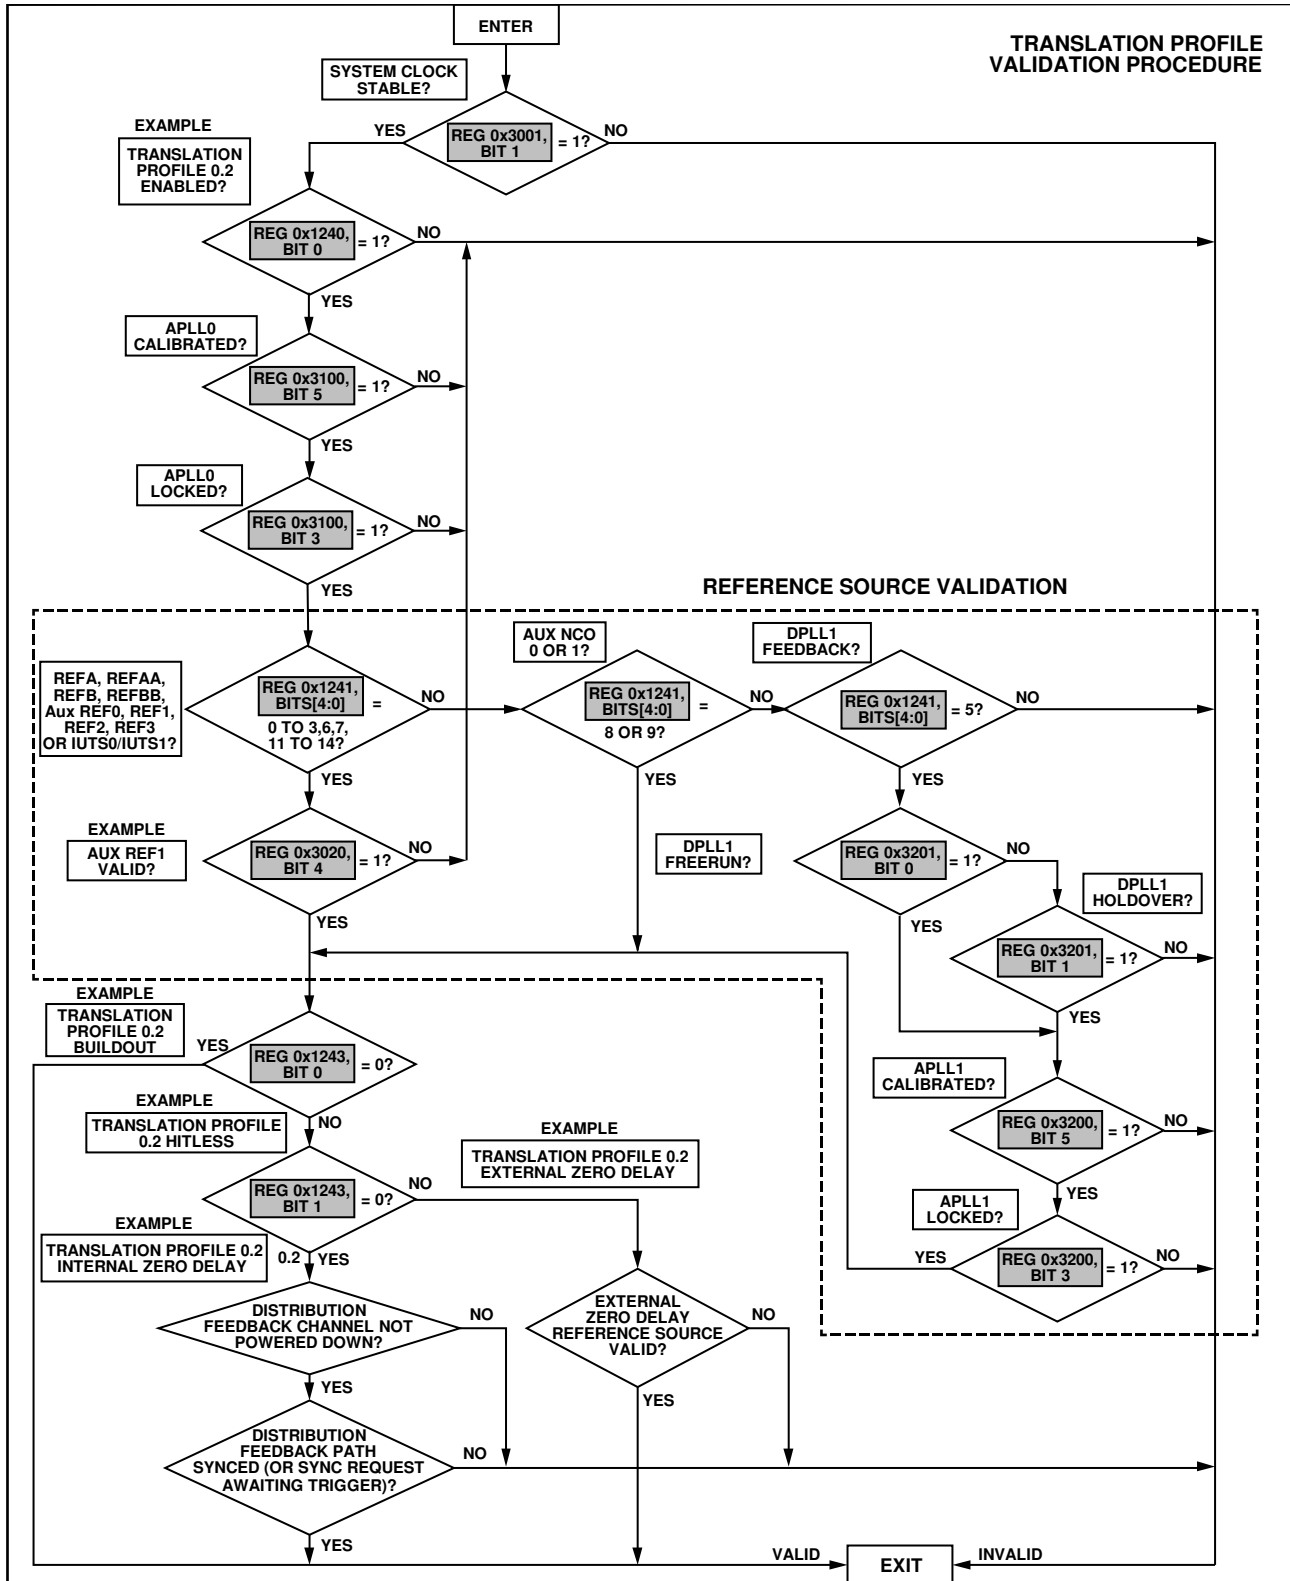 ENTER
TRANSLATION PROFILE
VALIDATION PROCEDURE
SYSTEM CLOCK
STABLE?
REG 0x3001,
BIT 1
= 1?
YES
NO
EXAMPLE
TRANSLATION
PROFILE 0.2
ENABLED?
REG 0x1240,
BIT 0
= 1?
NO
YES
APLL0
CALIBRATED?
REG 0x3100,
BIT 5
= 1?
NO
YES
APLL0
LOCKED?
REG 0x3100,
BIT 3
= 1?
NO
YES
REFERENCE SOURCE VALIDATION
REFA, REFAA,
REFB, REFBB,
Aux REF0, REF1,
REF2, REF3
OR IUTS0/IUTS1?
REG 0x1241,
BITS[4:0]
=
0 TO 3,6,7,
11 TO 14?
NO
YES
AUX NCO
0 OR 1?
REG 0x1241,
BITS[4:0]
=
8 OR 9?
NO
YES
DPLL1
FEEDBACK?
REG 0x1241,
BITS[4:0]
= 5?
NO
YES
EXAMPLE
AUX REF1
VALID?
REG 0x3020,
BIT 4
= 1?
NO
YES
DPLL1
FREERUN?
REG 0x3201,
BIT 0
= 1?
NO
YES
DPLL1
HOLDOVER?
REG 0x3201,
BIT 1
= 1?
NO
YES
EXAMPLE
TRANSLATION
PROFILE 0.2
BUILDOUT
YES
REG 0x1243,
BIT 0
= 0?
NO
APLL1
CALIBRATED?
REG 0x3200,
BIT 5
= 1?
NO
YES
EXAMPLE
TRANSLATION PROFILE
0.2 HITLESS
REG 0x1243,
BIT 1
= 0?
NO
0.2
YES
EXAMPLE
TRANSLATION PROFILE 0.2
EXTERNAL ZERO DELAY
APLL1
LOCKED?
YES
REG 0x3200,
BIT 3
= 1?
NO
EXAMPLE
TRANSLATION PROFILE 0.2
INTERNAL ZERO DELAY
DISTRIBUTION
FEEDBACK CHANNEL NOT
POWERED DOWN?
NO
YES
EXTERNAL
ZERO DELAY
REFERENCE SOURCE
VALID?
NO
YES
DISTRIBUTION
FEEDBACK PATH
SYNCED (OR SYNC REQUEST
AWAITING TRIGGER)?
NO
YES
VALID
EXIT
INVALID